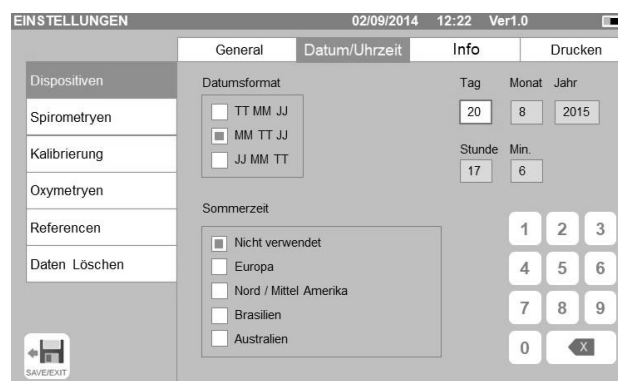 EINSTELLUNGEN 02/09/2014 12:22 Ver1.0
General Datum/Uhrzeit Info Drucken
Dispositiven
Spirometryen
Kalibrierung
Oxymetryen
Referencen
Daten Löschen
SAVE/EXIT
Datumsformat
TT MM JJ
MM TT JJ
JJ MM TT
Sommerzeit
Nicht verwendet
Europa
Nord / Mittel Amerika
Brasilien
Australien
Tag Monat Jahr
20 8 2015
Stunde Min.
17 6
1 2 3
4 5 6
7 8 9
0 X